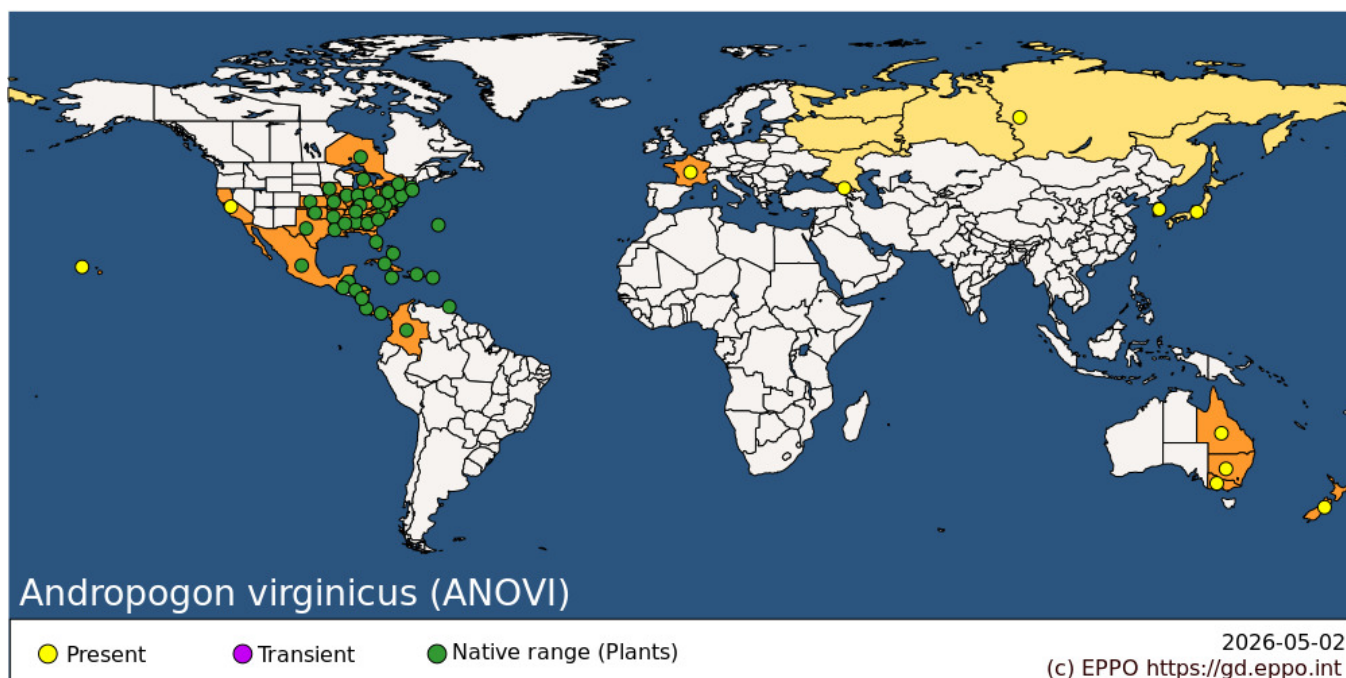 Andropogon virginicus (ANOVI)
Present
Transient
Native range (Plants)
2026-05-02
(c) EPPO https://gd.eppo.int